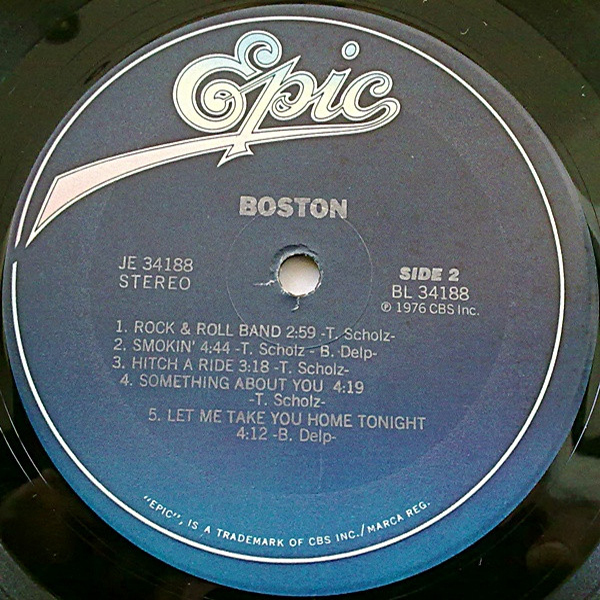 Epic
BOSTON
JE 34188
STEREO
SIDE 2
BL 34188
℗ 1976 CBS Inc.
1. ROCK & ROLL BAND 2:59 -T. Scholz-
2. SMOKIN' 4:44 -T. Scholz - B. Delp-
3. HITCH A RIDE 3:18 -T. Scholz-
4. SOMETHING ABOUT YOU 4:19
-T. Scholz-
5. LET ME TAKE YOU HOME TONIGHT
4:12 -B. Delp-
"EPIC", IS A TRADEMARK OF CBS INC./MARCA REG.